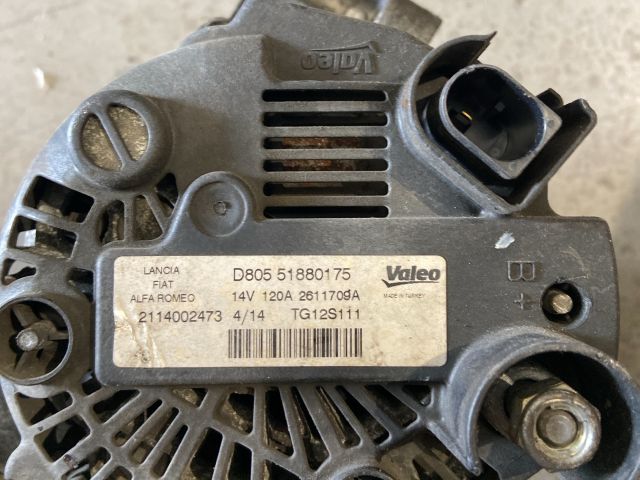 Valeo
LANCIA
FIAT
ALFA ROMEO
D805 51880175
14V 120A 2611709A
2114002473 4/14 TG12S111
Valeo
MADE IN TURKEY
B
+